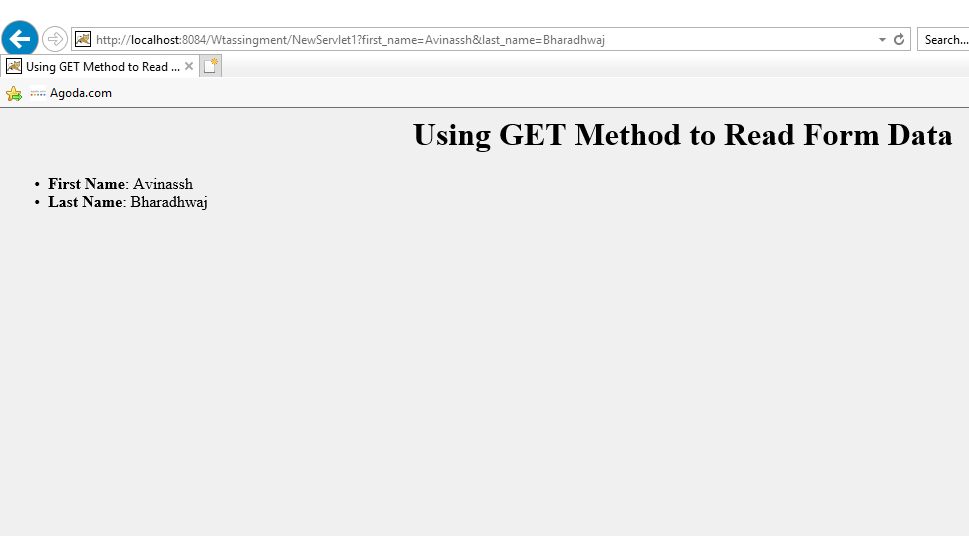 http://localhost:8084/Wtassingment/NewServlet1?first_name=Avinassh&last_name=Bharadhwaj
Search...
Using GET Method to Read ...
Agoda.com
Using GET Method to Read Form Data
• First Name: Avinassh
• Last Name: Bharadhwaj